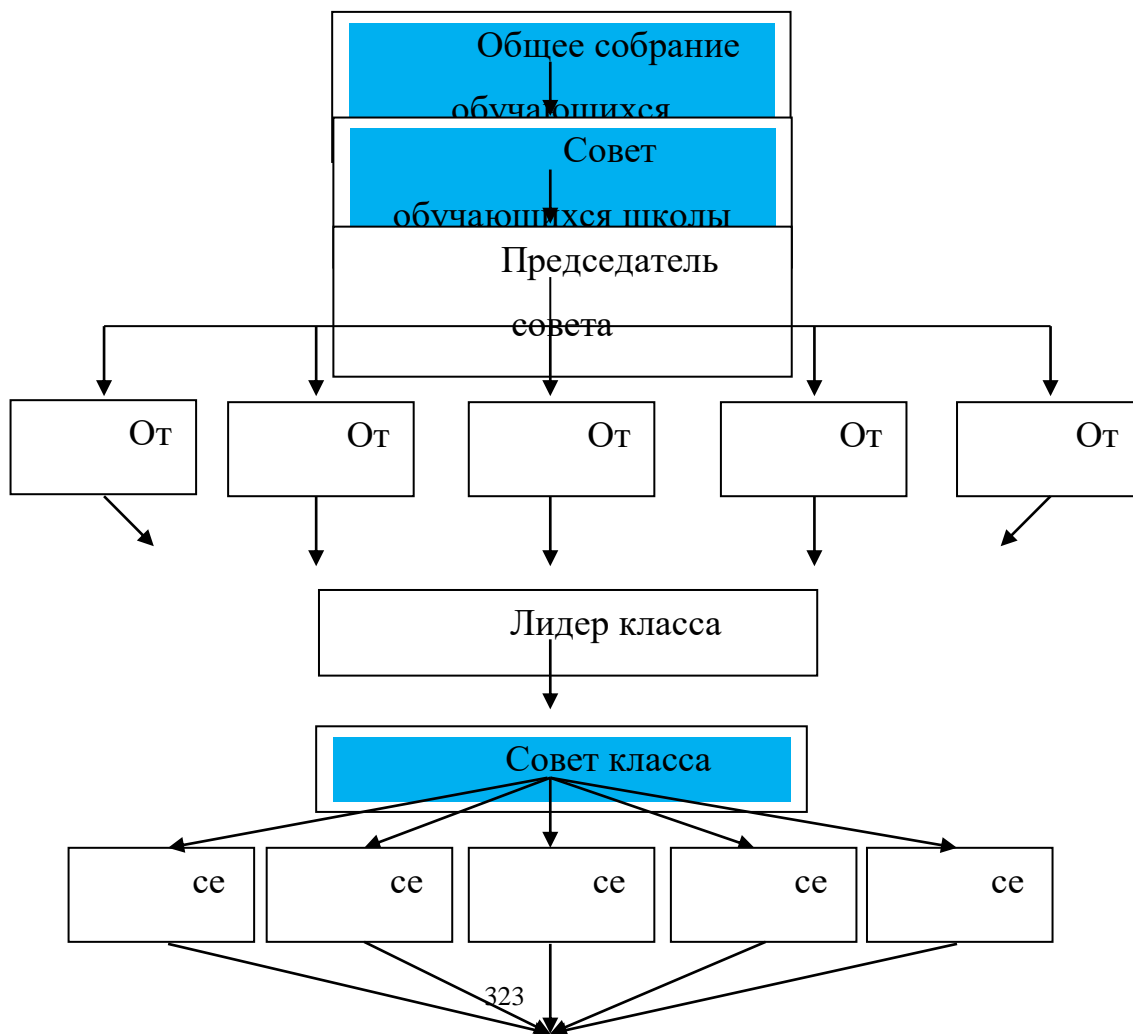 Общее собрание
обучающихся
Совет
обучающихся школы
Председатель
совета
От От От От От
Лидер класса
Совет класса
се се се се се
323